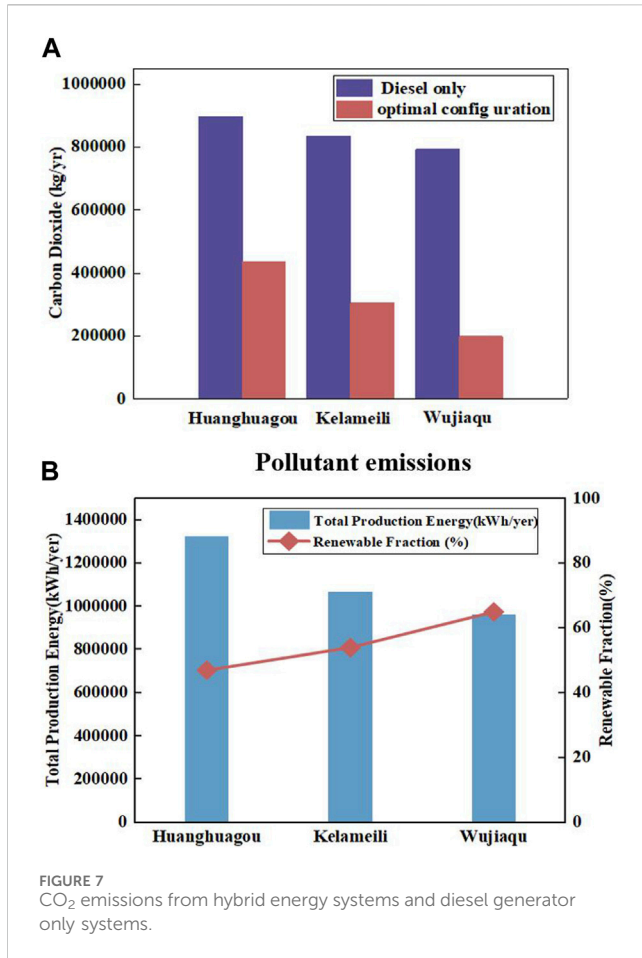 A
1000000
800000
600000
400000
200000
0
Carbon Dioxide (kg/yr)
Diesel only
optimal config uration
Huanghuagou Kelameili Wujiaqu
B
Pollutant emissions
1400000
1200000
1000000
800000
600000
400000
200000
0
Total Production Energy(kWh/yer)
Total Production Energy(kWh/yer)
Renewable Fraction (%)
100
80
60
40
20
0
Renewable Fraction(%)
Huanghuagou Kelameili Wujiaqu
FIGURE 7
CO₂ emissions from hybrid energy systems and diesel generator
only systems.